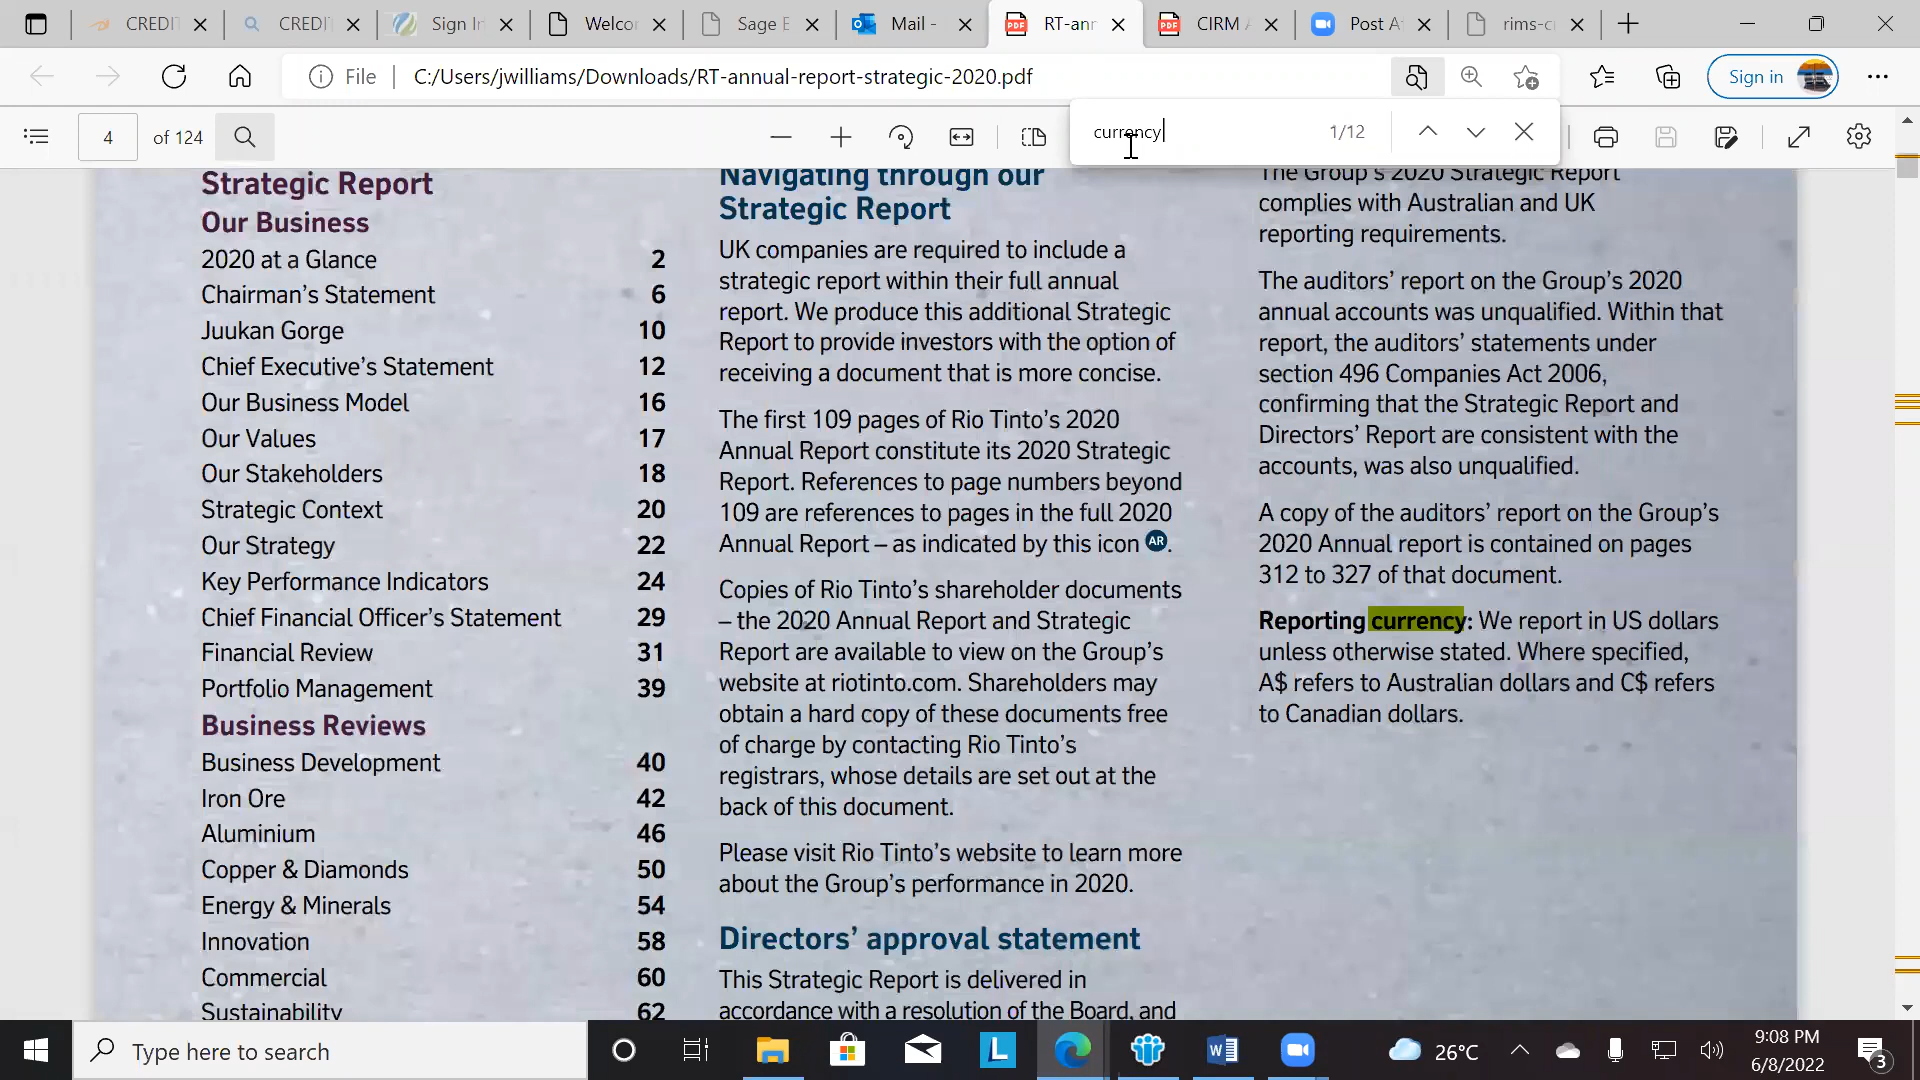 CREDIT
CREDIT
Sign In
Welco
Sage E
Mail -
RT-ann
CIRM A
Post A
rims-c
File
C:/Users/jwilliams/Downloads/RT-annual-report-strategic-2020.pdf
Sign in
4
of 124
currency
1/12
Strategic Report
Our Business
2020 at a Glance 2
Chairman's Statement 6
Juukan Gorge 10
Chief Executive's Statement 12
Our Business Model 16
Our Values 17
Our Stakeholders 18
Strategic Context 20
Our Strategy 22
Key Performance Indicators 24
Chief Financial Officer's Statement 29
Financial Review 31
Portfolio Management 39
Business Reviews
Business Development 40
Iron Ore 42
Aluminium 46
Copper & Diamonds 50
Energy & Minerals 54
Innovation 58
Commercial 60
Sustainability 62
Navigating through our
Strategic Report
UK companies are required to include a
strategic report within their full annual
report. We produce this additional Strategic
Report to provide investors with the option of
receiving a document that is more concise.
The first 109 pages of Rio Tinto's 2020
Annual Report constitute its 2020 Strategic
Report. References to page numbers beyond
109 are references to pages in the full 2020
Annual Report – as indicated by this icon AR.
Copies of Rio Tinto's shareholder documents
– the 2020 Annual Report and Strategic
Report are available to view on the Group's
website at riotinto.com. Shareholders may
obtain a hard copy of these documents free
of charge by contacting Rio Tinto's
registrars, whose details are set out at the
back of this document.
Please visit Rio Tinto's website to learn more
about the Group's performance in 2020.
Directors' approval statement
This Strategic Report is delivered in
accordance with a resolution of the Board, and
The Group's 2020 Strategic Report
complies with Australian and UK
reporting requirements.
The auditors' report on the Group's 2020
annual accounts was unqualified. Within that
report, the auditors' statements under
section 496 Companies Act 2006,
confirming that the Strategic Report and
Directors' Report are consistent with the
accounts, was also unqualified.
A copy of the auditors' report on the Group's
2020 Annual report is contained on pages
312 to 327 of that document.
Reporting currency: We report in US dollars
unless otherwise stated. Where specified,
A$ refers to Australian dollars and C$ refers
to Canadian dollars.
Type here to search
26°C
9:08 PM
6/8/2022
3